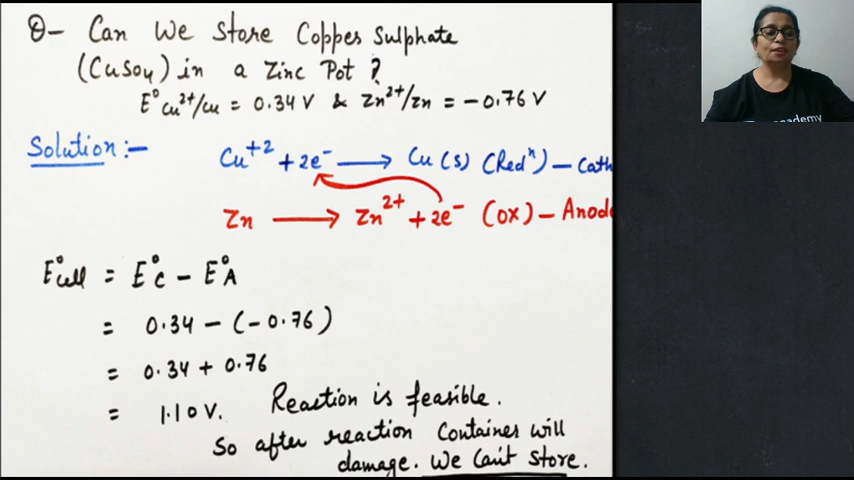 Q- Can We store Copper Sulphate
(CuSO4) in a Zinc Pot ?
E° Cu2+/Cu = 0.34 V & Zn2+/Zn = -0.76 V
Solution :-
Cu+2 + 2e- → Cu (s) (Redn) - Cath
Zn → Zn2+ + 2e- (ox) - Anod
E°cell = E°C - E°A
= 0.34 - (-0.76)
= 0.34 + 0.76
= 1.10 V. Reaction is feasible.
So after reaction Container will
damage. We Can't store.
academy